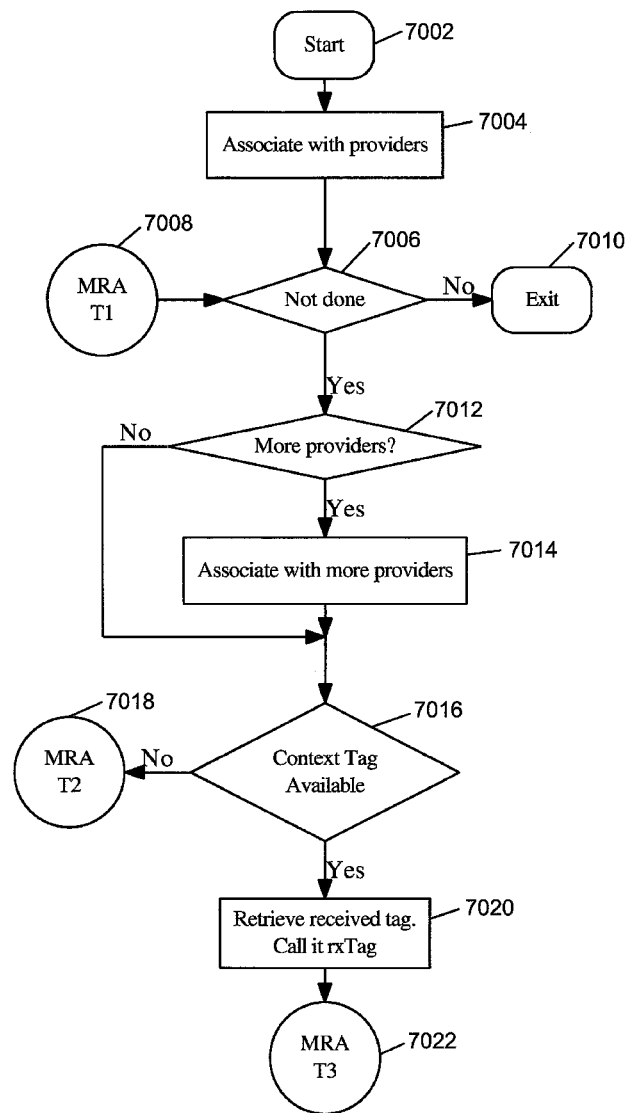 Start
7002
Associate with providers
7004
7008
MRA
T1
7006
Not done
No
7010
Exit
Yes
7012
No
More providers?
Yes
7014
Associate with more providers
7018
MRA
T2
No
7016
Context Tag
Available
Yes
7020
Retrieve received tag.
Call it rxTag
MRA
T3
7022